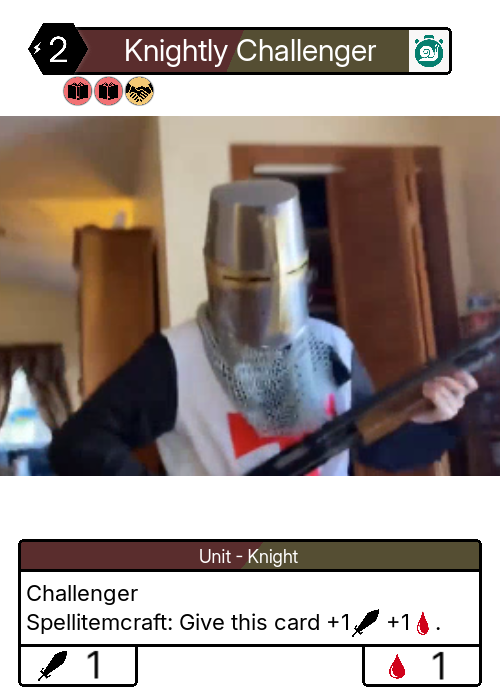 2
Knightly Challenger
Unit - Knight
Challenger
Spellitemcraft: Give this card +1 +1 .
1
1